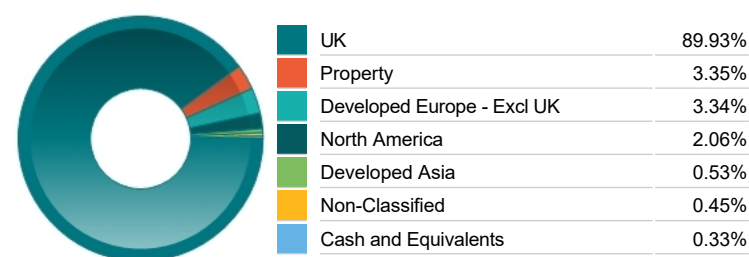 UK 89.93%
Property 3.35%
Developed Europe - Excl UK 3.34%
North America 2.06%
Developed Asia 0.53%
Non-Classified 0.45%
Cash and Equivalents 0.33%